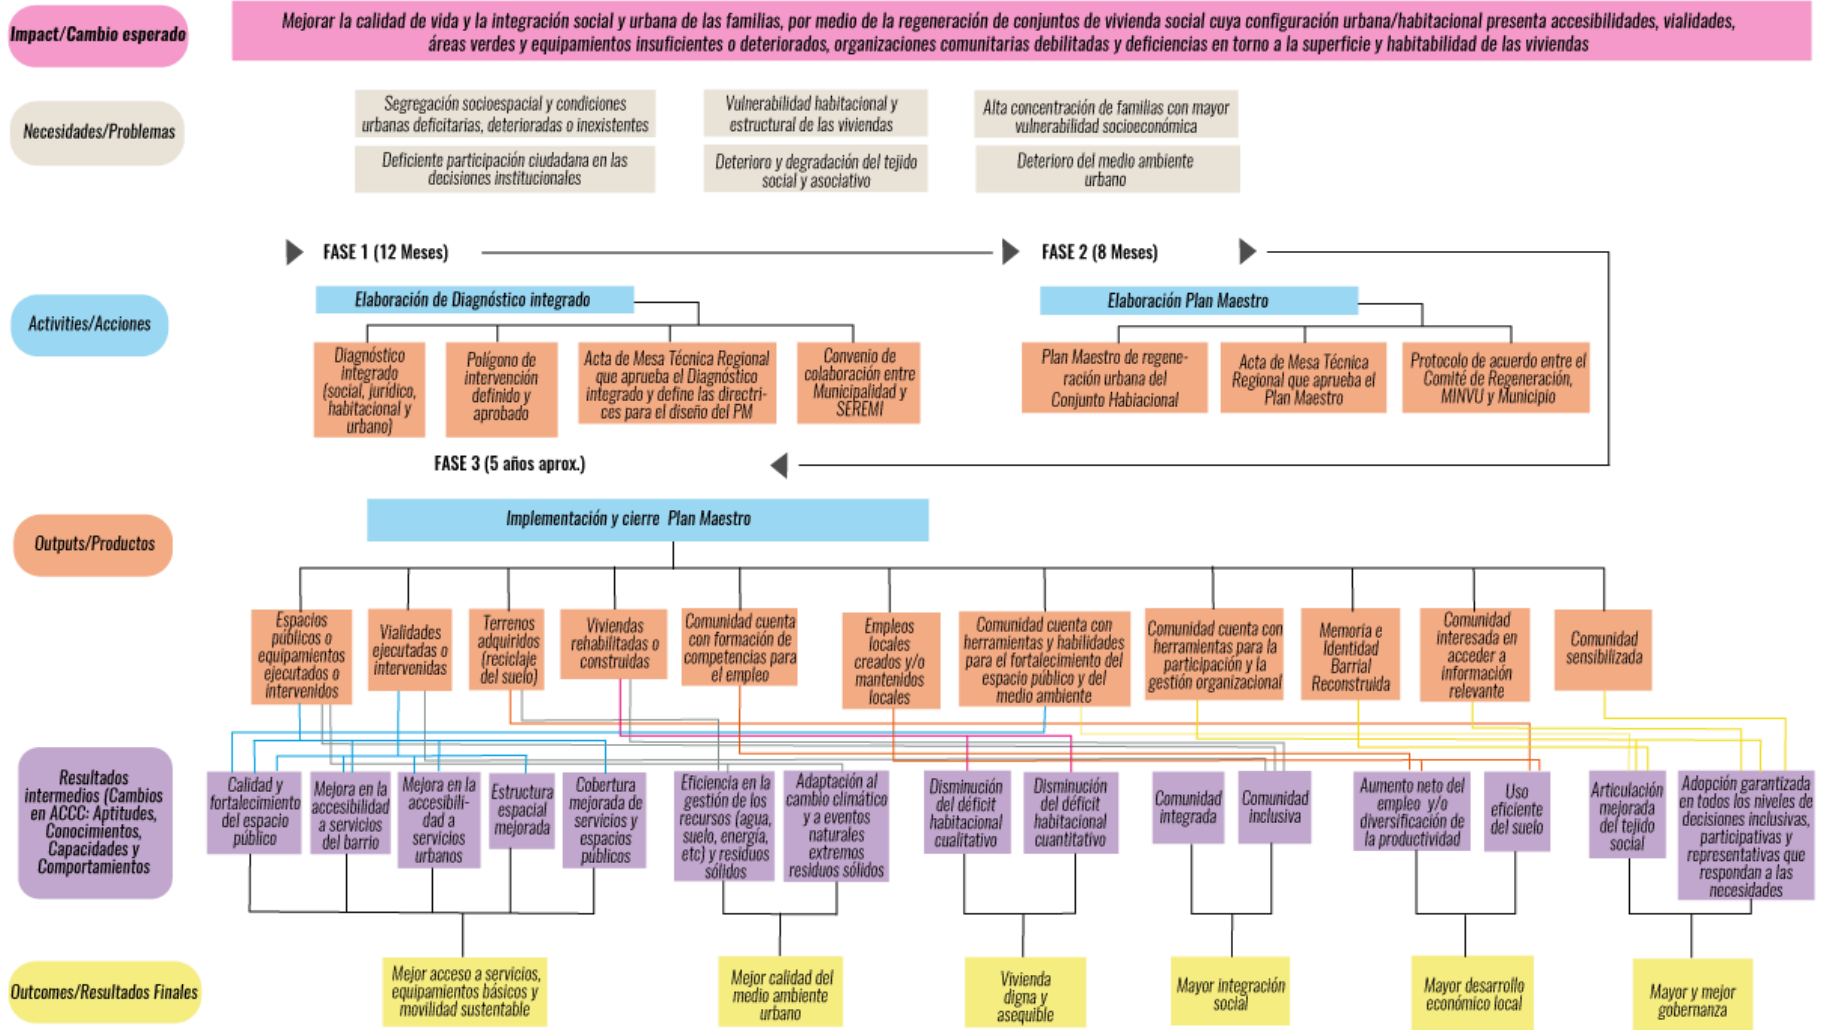 Impact/Cambio esperado
Mejorar la calidad de vida y la integración social y urbana de las familias, por medio de la regeneración de conjuntos de vivienda social cuya configuración urbana/habitacional presenta accesibilidades, vialidades,
áreas verdes y equipamientos insuficientes o deteriorados, organizaciones comunitarias debilitadas y deficiencias en torno a la superficie y habitabilidad de las viviendas
Necesidades/Problemas
Segregación socioespacial y condiciones
urbanas deficitarias, deterioradas o inexistentes
Vulnerabilidad habitacional y
estructural de las viviendas
Alta concentración de familias con mayor
vulnerabilidad socioeconómica
Deficiente participación ciudadana en las
decisiones institucionales
Deterioro y degradación del tejido
social y asociativo
Deterioro del medio ambiente
urbano
FASE 1 (12 Meses)
FASE 2 (8 Meses)
Activities/Acciones
Elaboración de Diagnóstico integrado
Elaboración Plan Maestro
Diagnóstico
integrado
(social, jurídico,
habitacional y
urbano)
Polígono de
intervención
definido y
aprobado
Acta de Mesa Técnica Regional
que aprueba el Diagnóstico
integrado y define las directri-
ces para el diseño del PM
Convenio de
colaboración entre
Municipalidad y
SEREMI
Plan Maestro de regene-
ración urbana del
Conjunto Habiacional
Acta de Mesa Técnica
Regional que aprueba el
Plan Maestro
Protocolo de acuerdo entre el
Comité de Regeneración,
MINVU y Municipio
FASE 3 (5 años aprox.)
Outputs/Productos
Implementación y cierre Plan Maestro
Espacios
públicos o
equipamientos
ejecutados o
intervenidos
Vialidades
ejecutadas o
intervenidas
Terrenos
adquiridos
(reciclaje
del suelo)
Viviendas
rehabilitadas o
construidas
Comunidad cuenta
con formación de
competencias para
el empleo
Empleos
locales
creados y/o
mantenidos
locales
Comunidad cuenta con
herramientas y habilidades
para el fortalecimiento del
espacio público y del
medio ambiente
Comunidad cuenta con
herramientas para la
participación y la
gestión organizacional
Memoria e
Identidad
Barrial
Reconstruida
Comunidad
interesada en
acceder a
información
relevante
Comunidad
sensibilizada
Resultados
intermedios (Cambios
en ACCC: Aptitudes,
Conocimientos,
Capacidades y
Comportamientos
Calidad y
fortalecimiento
del espacio
público
Mejora en la
accesibilidad
a servicios
del barrio
Mejora en la
accesibili-
dad a
servicios
urbanos
Estructura
espacial
mejorada
Cobertura
mejorada de
servicios y
espacios
públicos
Eficiencia en la
gestión de los
recursos (agua,
suelo, energía,
etc) y residuos
sólidos
Adaptación al
cambio climático
y a eventos
naturales
extremos
residuos sólidos
Disminución
del déficit
habitacional
cualitativo
Disminución
del déficit
habitacional
cuantitativo
Comunidad
integrada
Comunidad
inclusiva
Aumento neto del
empleo y/o
diversificación de
la productividad
Uso
eficiente
del suelo
Articulación
mejorada
del tejido
social
Adopción garantizada
en todos los niveles de
decisiones inclusivas,
participativas y
representativas que
respondan a las
necesidades
Outcomes/Resultados Finales
Mejor acceso a servicios,
equipamientos básicos y
movilidad sustentable
Mejor calidad del
medio ambiente
urbano
Vivienda
digna y
asequible
Mayor integración
social
Mayor desarrollo
económico local
Mayor y mejor
gobernanza